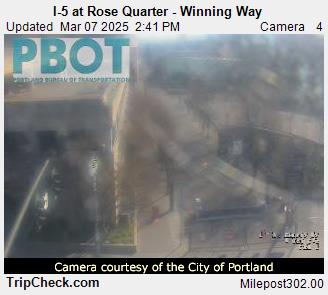 I-5 at Rose Quarter - Winning Way
Updated Mar 07 2025 2:41 PM Camera 4
PBOT
PORTLAND BUREAU OF TRANSPORTATION
Camera courtesy of the City of Portland
TripCheck.com Milepost302.00